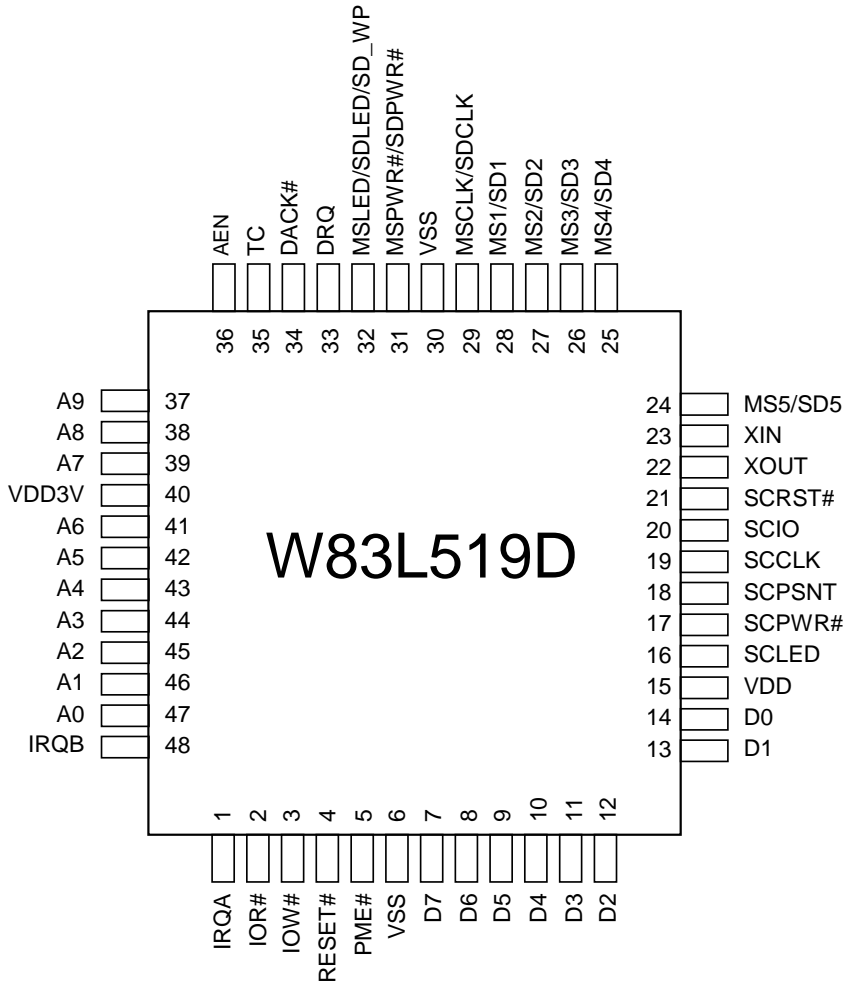 AEN
TC
DACK#
DRQ
MSLED/SDLED/SD_WP
MSPWR#/SDPWR#
VSS
MSCLK/SDCLK
MS1/SD1
MS2/SD2
MS3/SD3
MS4/SD4
36
35
34
33
32
31
30
29
28
27
26
25
A9 37
A8 38
A7 39
VDD3V 40
A6 41
A5 42
A4 43
A3 44
A2 45
A1 46
A0 47
IRQB 48
W83L519D
24 MS5/SD5
23 XIN
22 XOUT
21 SCRST#
20 SCIO
19 SCCLK
18 SCPSNT
17 SCPWR#
16 SCLED
15 VDD
14 D0
13 D1
1
2
3
4
5
6
7
8
9
10
11
12
IRQA
IOR#
IOW#
RESET#
PME#
VSS
D7
D6
D5
D4
D3
D2